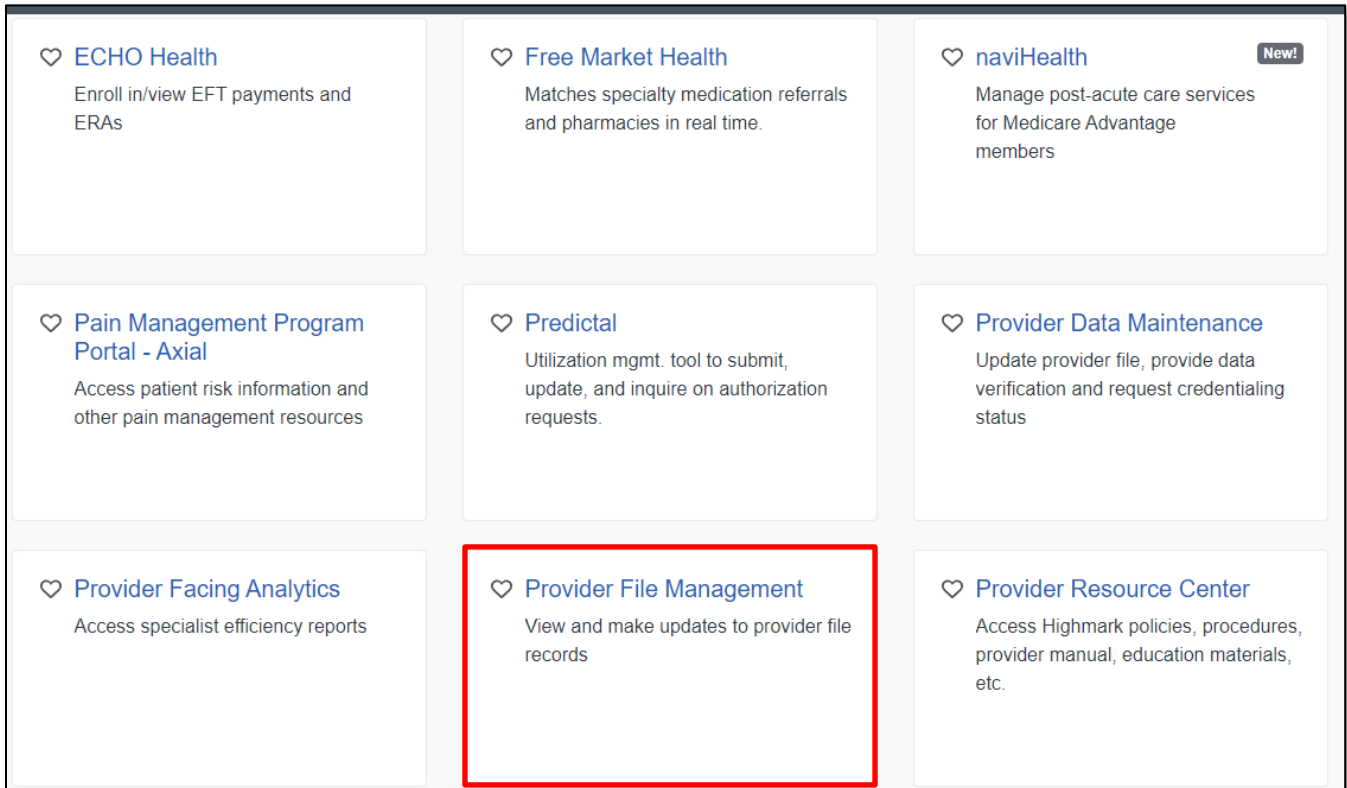 ECHO Health
Enroll in/view EFT payments and
ERAs
Free Market Health
Matches specialty medication referrals
and pharmacies in real time.
naviHealth
New!
Manage post-acute care services
for Medicare Advantage
members
Pain Management Program
Portal - Axial
Access patient risk information and
other pain management resources
Predictal
Utilization mgmt. tool to submit,
update, and inquire on authorization
requests.
Provider Data Maintenance
Update provider file, provide data
verification and request credentialing
status
Provider Facing Analytics
Access specialist efficiency reports
Provider File Management
View and make updates to provider file
records
Provider Resource Center
Access Highmark policies, procedures,
provider manual, education materials,
etc.